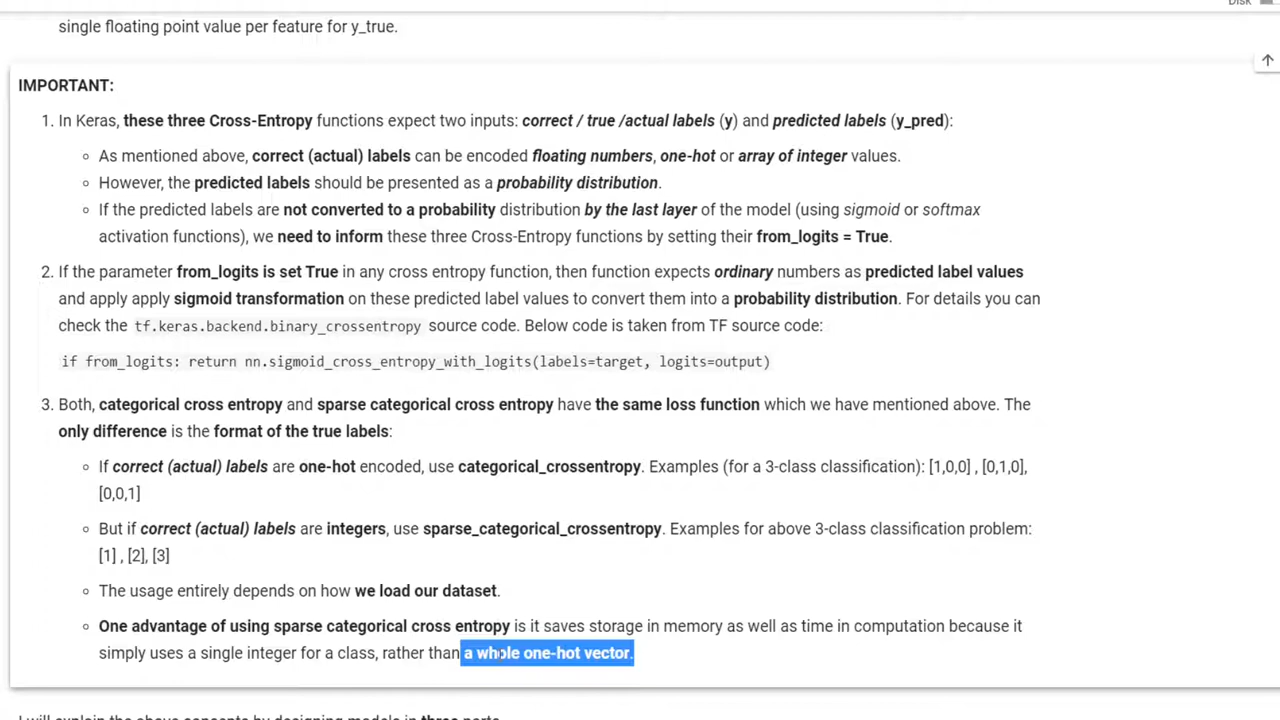 Disk
single floating point value per feature for y_true.
IMPORTANT:
1. In Keras, these three Cross-Entropy functions expect two inputs: correct / true /actual labels (y) and predicted labels (y_pred):
As mentioned above, correct (actual) labels can be encoded floating numbers, one-hot or array of integer values.
However, the predicted labels should be presented as a probability distribution.
If the predicted labels are not converted to a probability distribution by the last layer of the model (using sigmoid or softmax
activation functions), we need to inform these three Cross-Entropy functions by setting their from_logits = True.
2. If the parameter from_logits is set True in any cross entropy function, then function expects ordinary numbers as predicted label values
and apply apply sigmoid transformation on these predicted label values to convert them into a probability distribution. For details you can
check the tf.keras.backend.binary_crossentropy source code. Below code is taken from TF source code:
if from_logits: return nn.sigmoid_cross_entropy_with_logits(labels=target, logits=output)
3. Both, categorical cross entropy and sparse categorical cross entropy have the same loss function which we have mentioned above. The
only difference is the format of the true labels:
If correct (actual) labels are one-hot encoded, use categorical_crossentropy. Examples (for a 3-class classification): [1,0,0] , [0,1,0],
[0,0,1]
But if correct (actual) labels are integers, use sparse_categorical_crossentropy. Examples for above 3-class classification problem:
[1] , [2], [3]
The usage entirely depends on how we load our dataset.
One advantage of using sparse categorical cross entropy is it saves storage in memory as well as time in computation because it
simply uses a single integer for a class, rather than a whole one-hot vector.
I will explain the above concepts by designing models in three parts